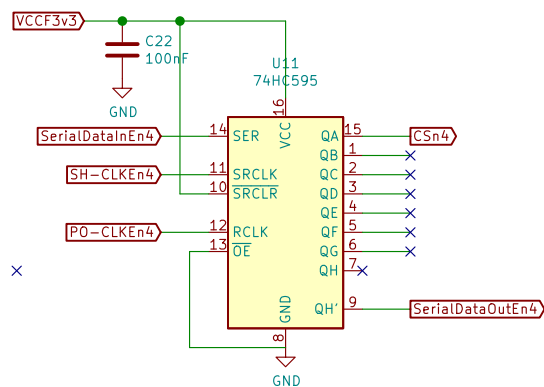 VCCF3v3
C22
100nF
GND
U11
74HC595
16
VCC
SerialDataInEn4
14
SER
QA
15
CSn4
QB
1
SH-CLKEn4
11
SRCLK
QC
2
10
SRCLR
QD
3
QE
4
PO-CLKEn4
12
RCLK
QF
5
13
OE
QG
6
QH
7
GND
QH'
9
SerialDataOutEn4
8
GND